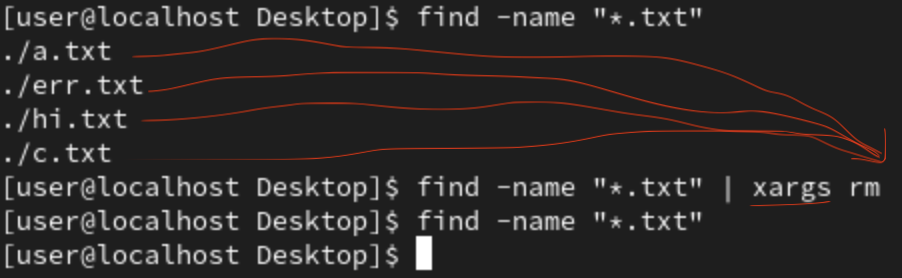 [user@localhost Desktop]$ find -name "*.txt"
./a.txt
./err.txt
./hi.txt
./c.txt
[user@localhost Desktop]$ find -name "*.txt" | xargs rm
[user@localhost Desktop]$ find -name "*.txt"
[user@localhost Desktop]$